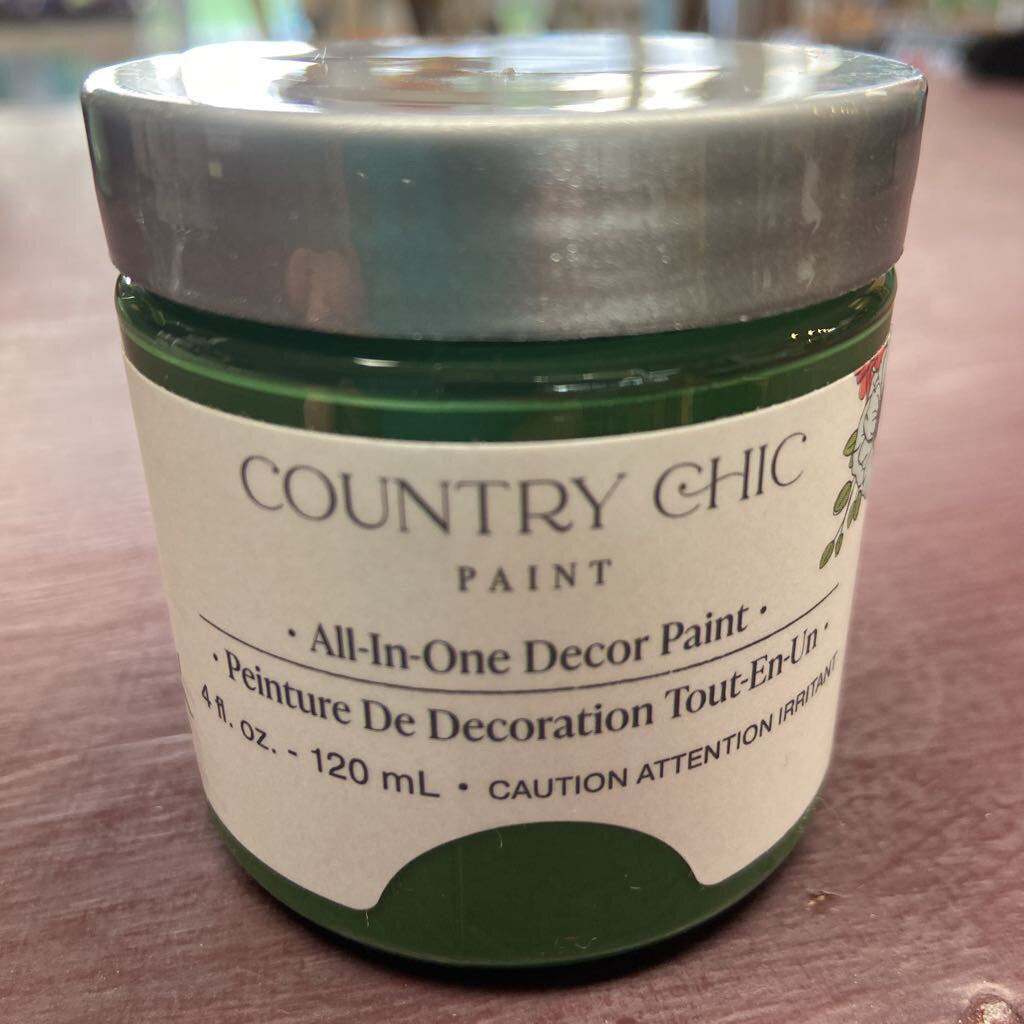 COUNTRY CHIC
PAINT
• All-In-One Decor Paint •
• Peinture De Decoration Tout-En-Un •
4 fl. oz. - 120 mL • CAUTION ATTENTION IRRITANT